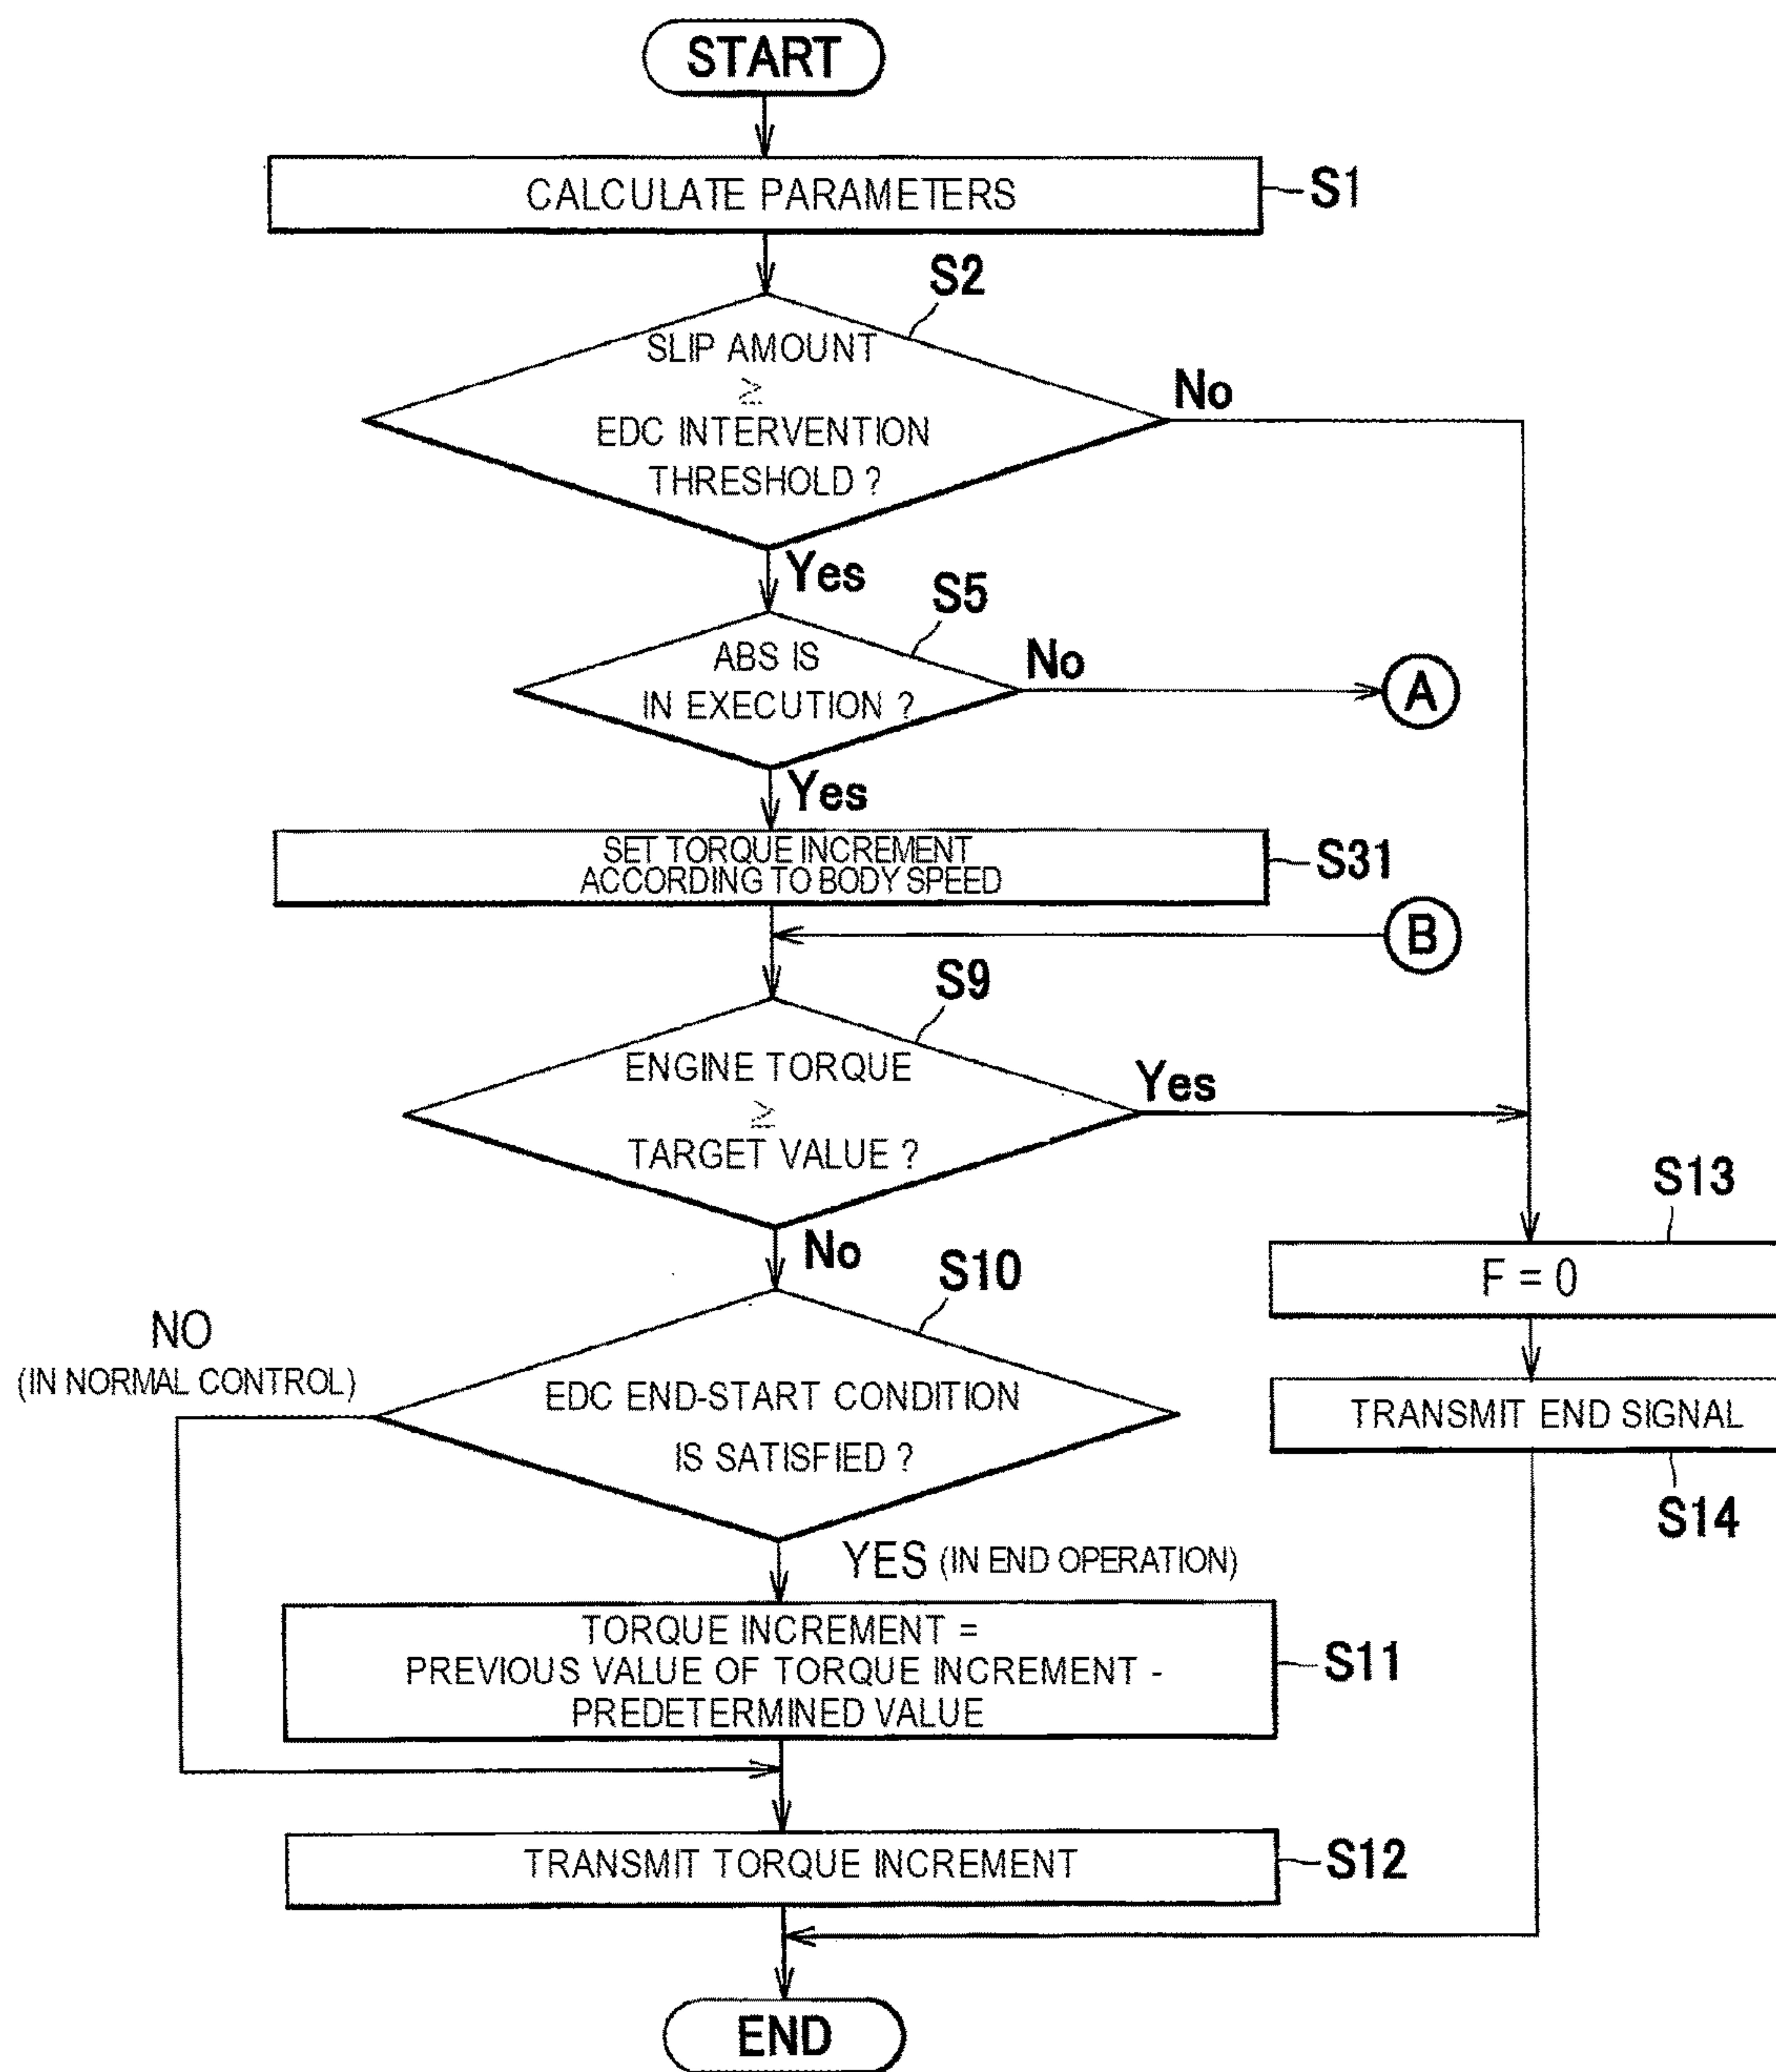 START
CALCULATE PARAMETERS
S1
S2
SLIP AMOUNT
≥
EDC INTERVENTION
THRESHOLD ?
No
Yes
S5
ABS IS
IN EXECUTION ?
No
A
Yes
SET TORQUE INCREMENT
ACCORDING TO BODY SPEED
S31
B
S9
ENGINE TORQUE
≥
TARGET VALUE ?
Yes
No
S13
F = 0
S10
NO
(IN NORMAL CONTROL)
EDC END-START CONDITION
IS SATISFIED ?
TRANSMIT END SIGNAL
S14
YES (IN END OPERATION)
TORQUE INCREMENT =
PREVIOUS VALUE OF TORQUE INCREMENT -
PREDETERMINED VALUE
S11
TRANSMIT TORQUE INCREMENT
S12
END